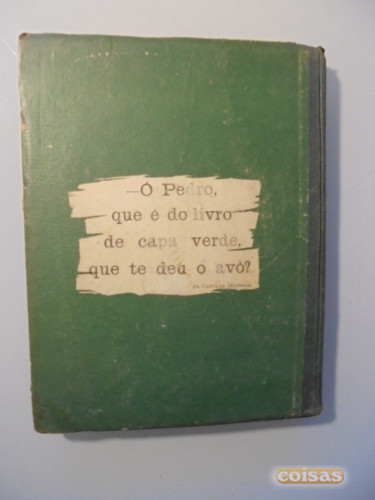 —Ó Pedro,
que é do livro
de capa verde,
que te deu o avô?
coisas